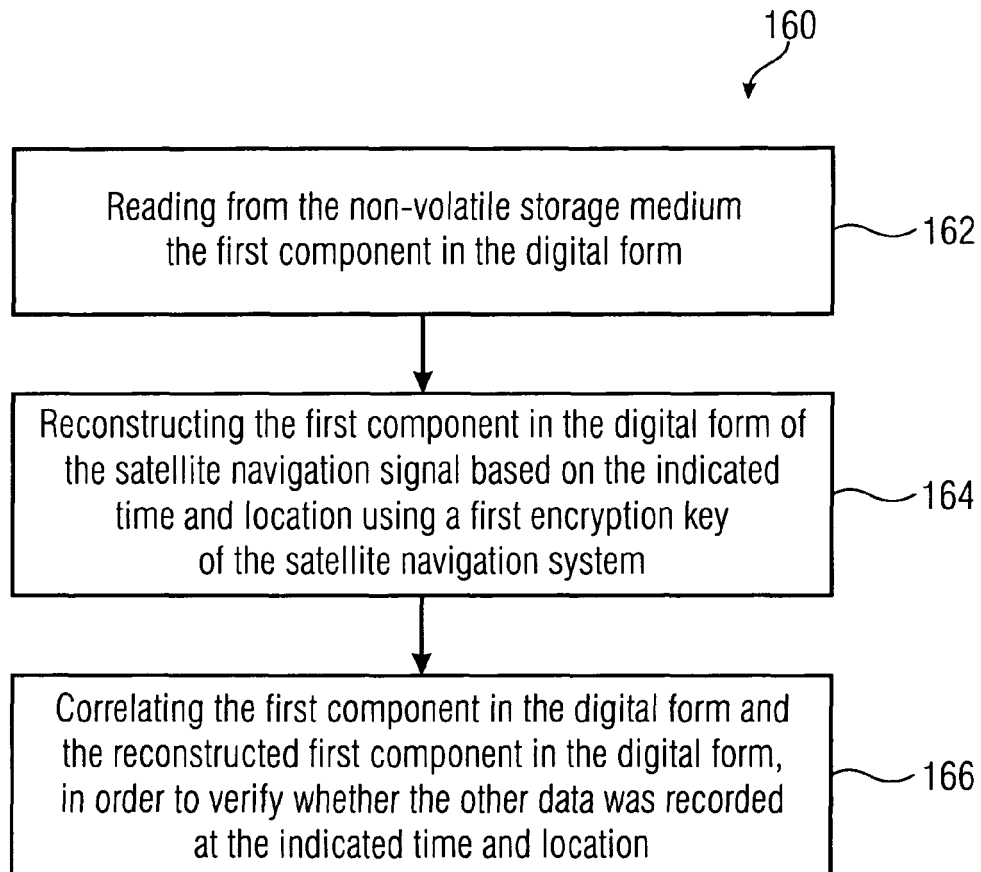 160
Reading from the non-volatile storage medium
the first component in the digital form
162
Reconstructing the first component in the digital form of
the satellite navigation signal based on the indicated
time and location using a first encryption key
of the satellite navigation system
164
Correlating the first component in the digital form and
the reconstructed first component in the digital form,
in order to verify whether the other data was recorded
at the indicated time and location
166